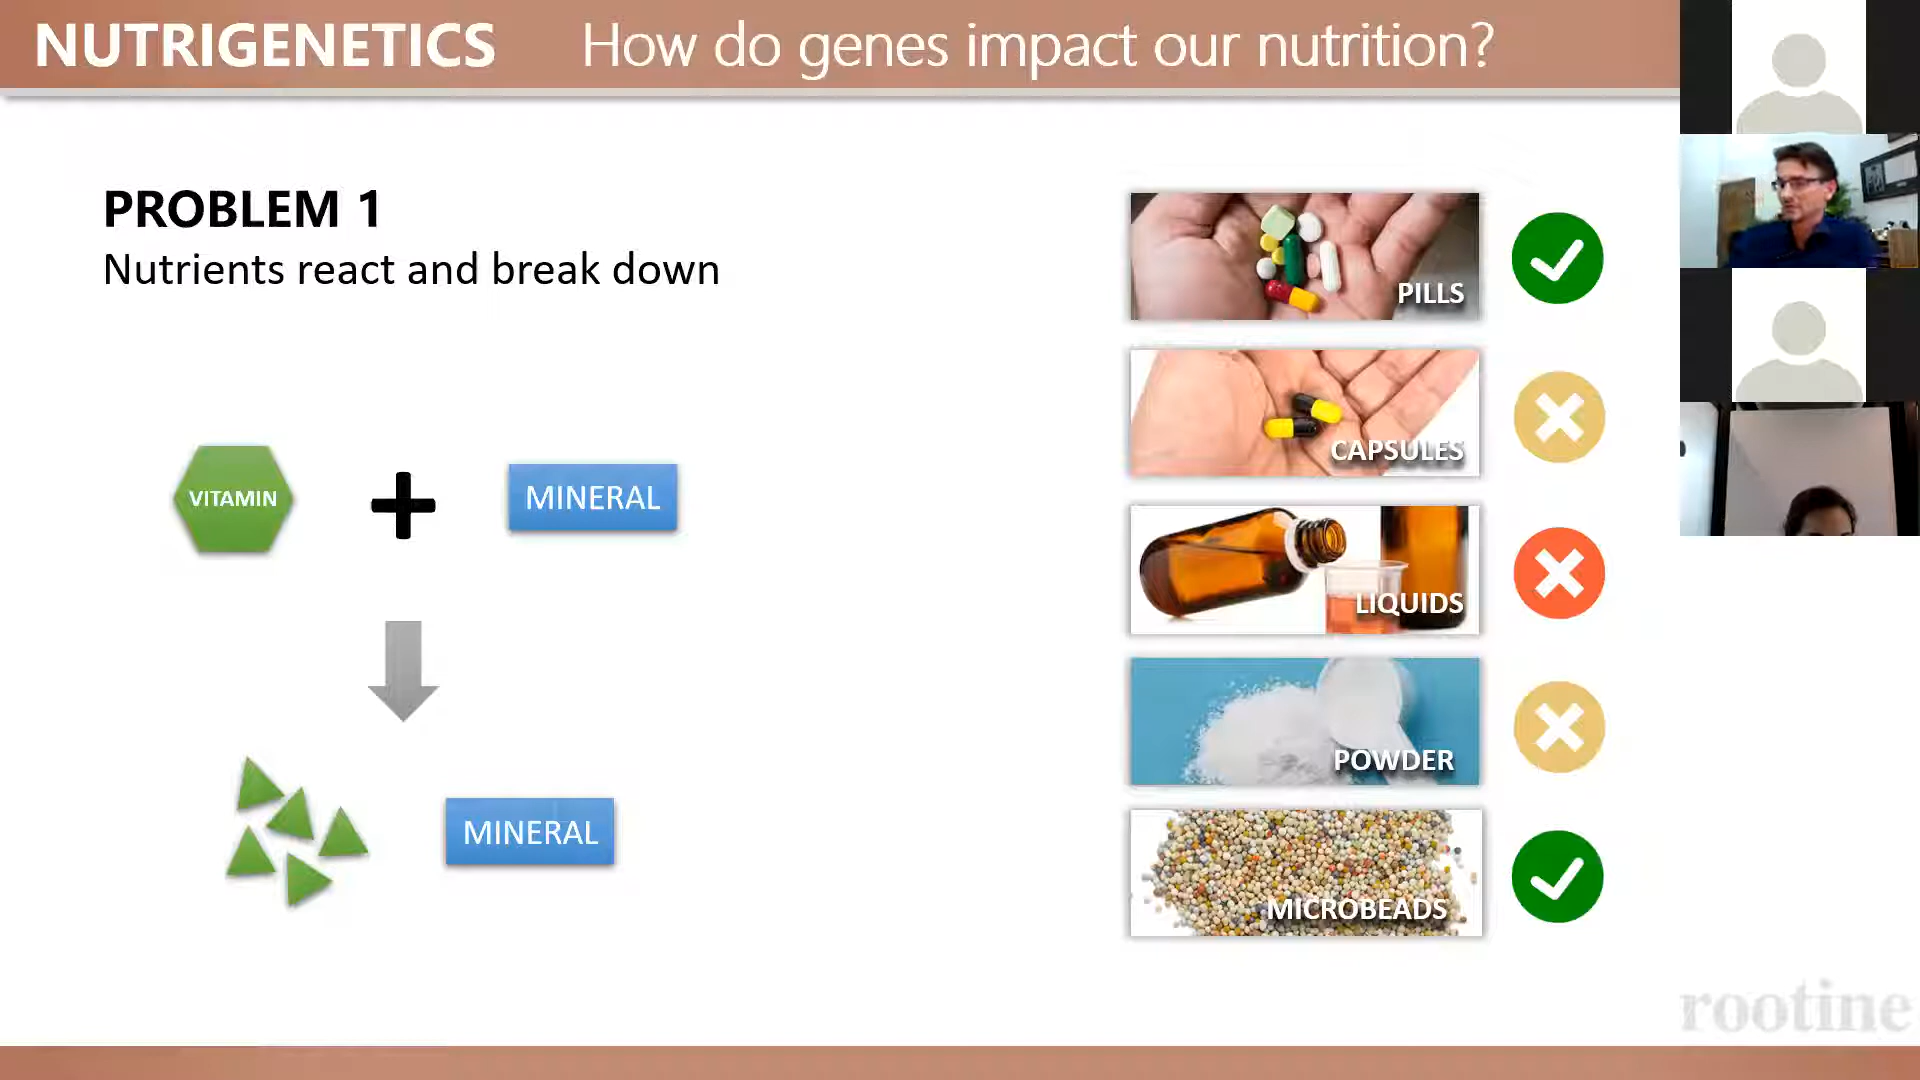 NUTRIGENETICS How do genes impact our nutrition?
PROBLEM 1
Nutrients react and break down
VITAMIN
MINERAL
MINERAL
PILLS
CAPSULES
LIQUIDS
POWDER
MICROBEADS
rootine